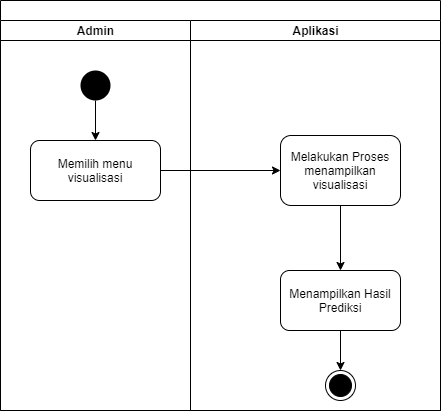 Admin
Aplikasi
Memilih menu
visualisasi
Melakukan Proses
menampilkan
visualisasi
Menampilkan Hasil
Prediksi